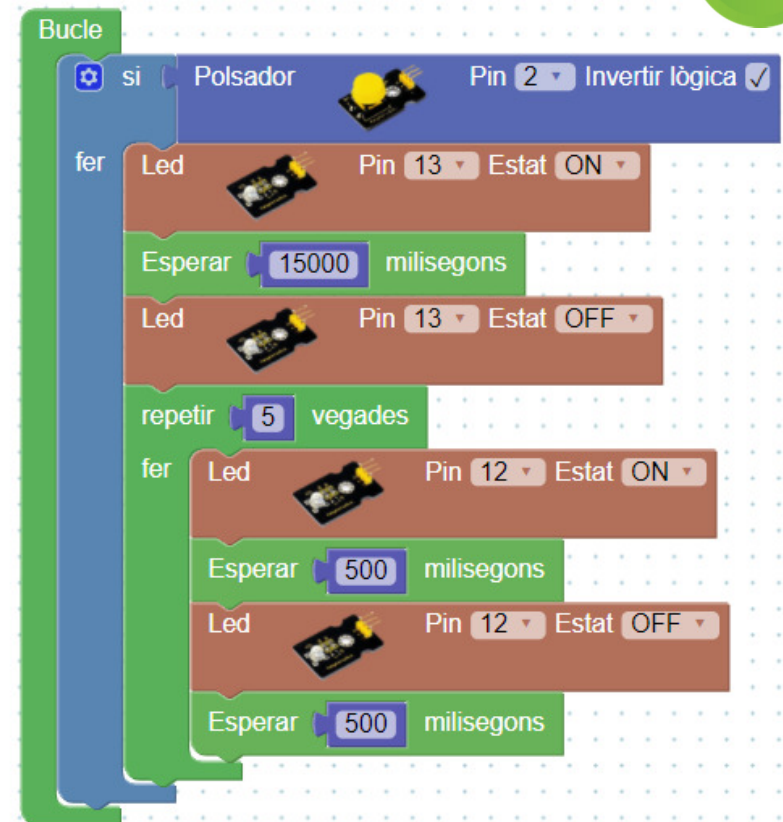 Bucle
si Polsador Pin 2 Invertir lògica
fer Led Pin 13 Estat ON
Esperar 15000 milisegons
Led Pin 13 Estat OFF
repetir 5 vegades
fer Led Pin 12 Estat ON
Esperar 500 milisegons
Led Pin 12 Estat OFF
Esperar 500 milisegons